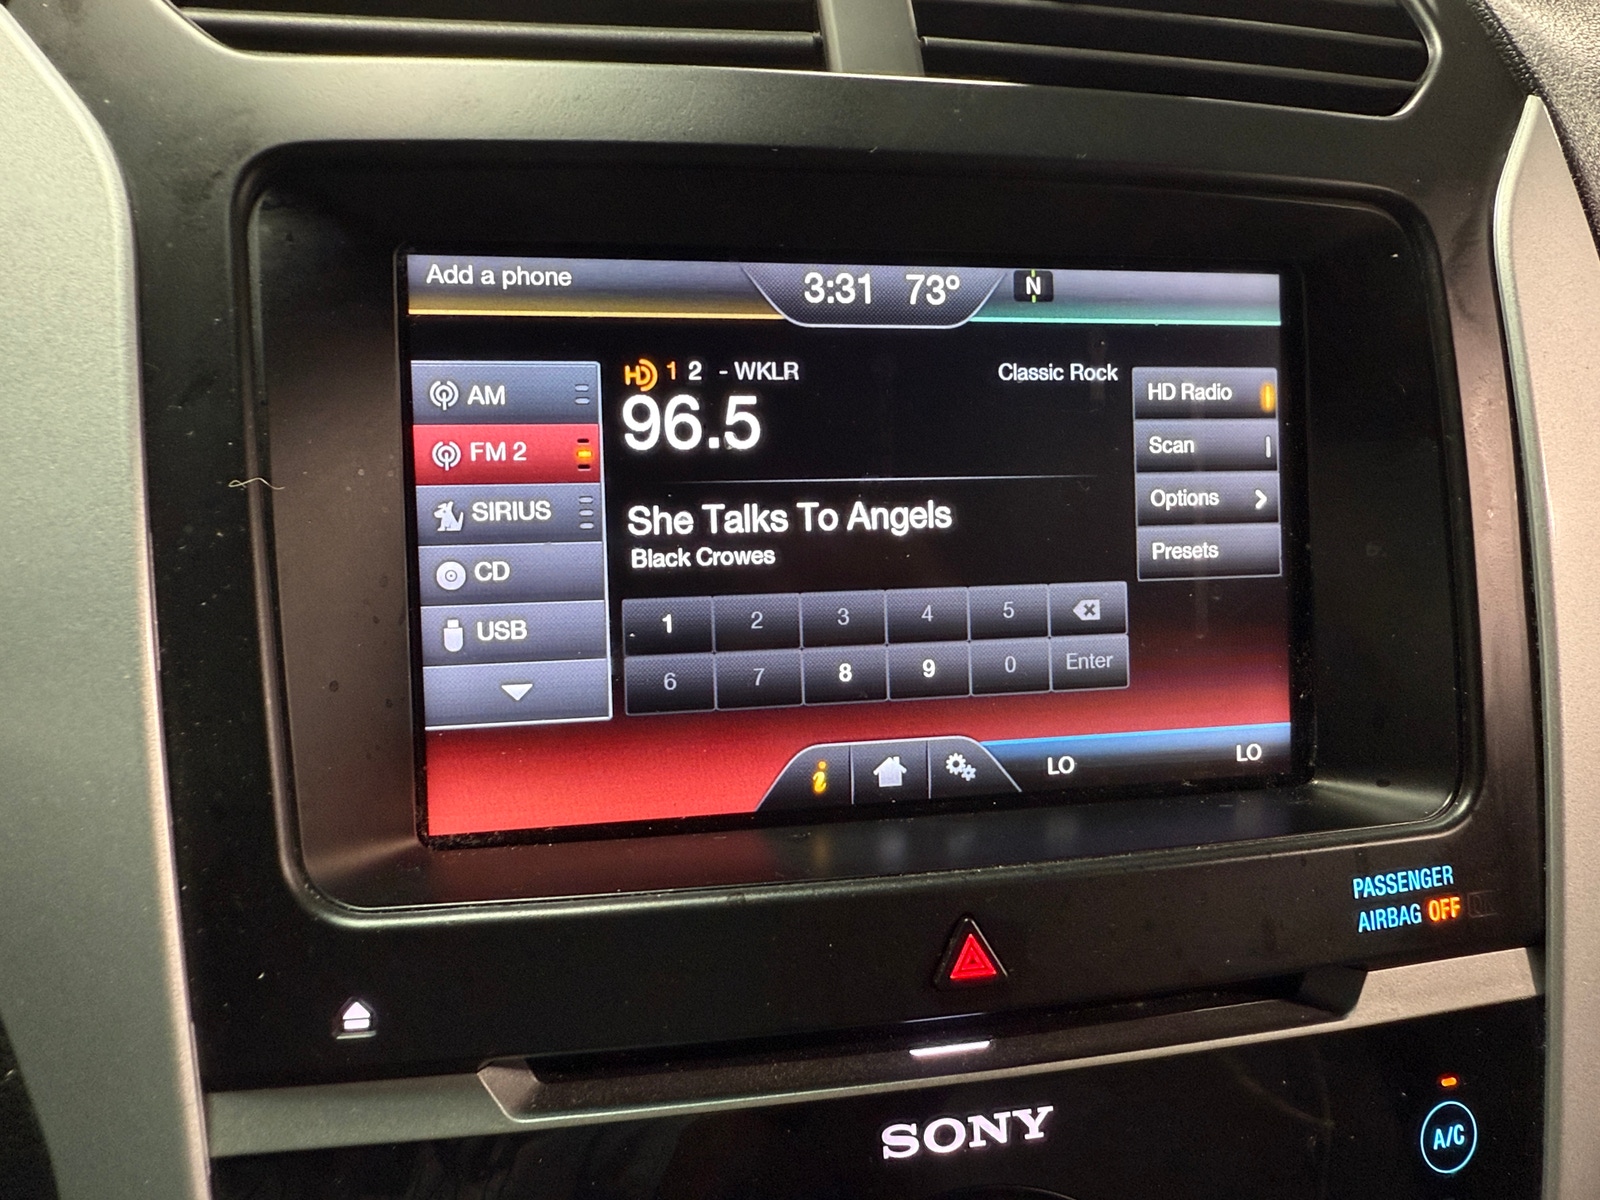 Add a phone
3:31 73° N
HD 1 2 - WKLR
Classic Rock
96.5
AM
FM 2
SIRIUS
CD
USB
She Talks To Angels
Black Crowes
HD Radio
Scan
Options
Presets
1 2 3 4 5
6 7 8 9 0 Enter
i
LO LO
PASSENGER
AIRBAG OFF
SONY
A/C